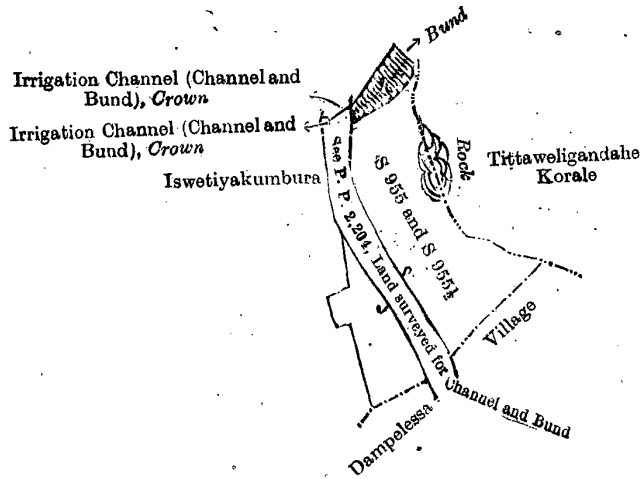 Bund
Irrigation Channel (Channel and
Bund), Crown
Irrigation Channel (Channel and
Bund), Crown
Iswetiyakumbura
see P. P. 2,204, Land surveyed for Channel and Bund
S 955 and S 955½
Rock
Tittaweligandahe
Korale
Village
Dampelessa